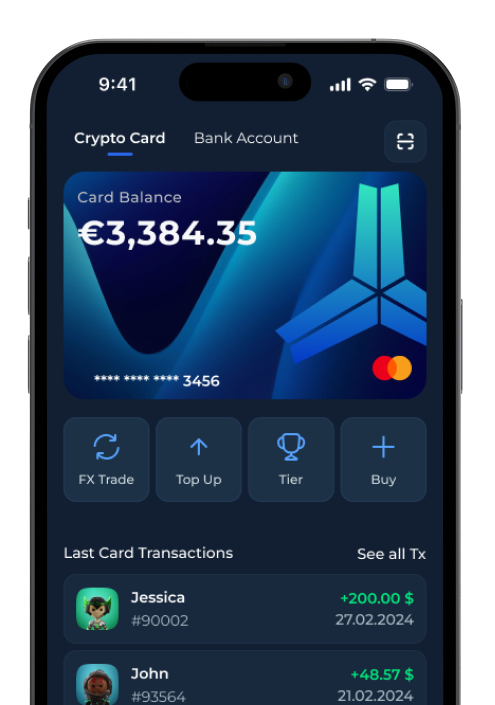 9:41
Crypto Card
Bank Account
Card Balance
€3,384.35
**** **** **** 3456
FX Trade
Top Up
Tier
Buy
Last Card Transactions
See all Tx
Jessica
+200.00 $
#90002
27.02.2024
John
+48.57 $
#93564
21.02.2024